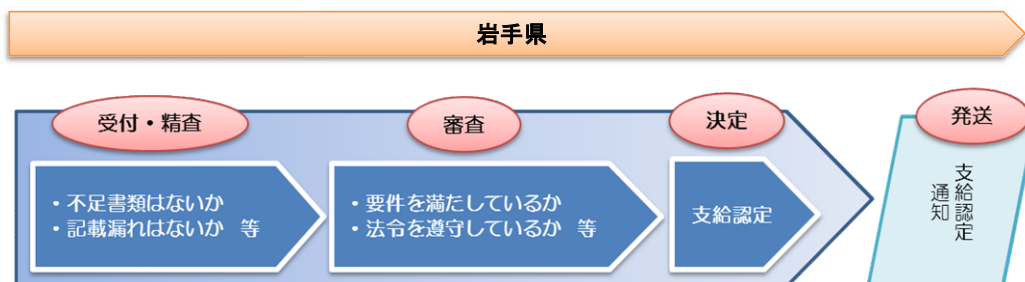 岩手県
受付・精査
・不足書類はないか
・記載漏れはないか 等
審査
・要件を満たしているか
・法令を遵守しているか 等
決定
支給認定
発送
支給認定
通知